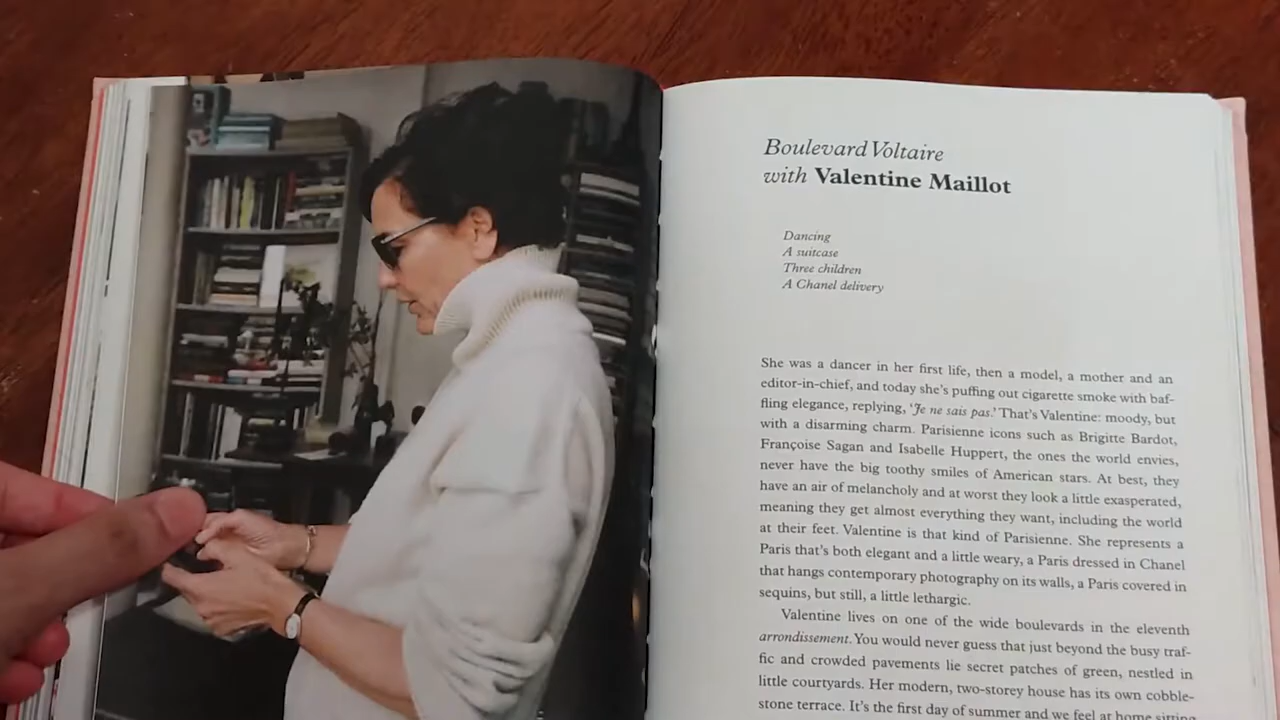 Boulevard Voltaire
with Valentine Maillot
Dancing
A suitcase
Three children
A Chanel delivery
She was a dancer in her first life, then a model, a mother and an
editor-in-chief, and today she's puffing out cigarette smoke with baf-
fling elegance, replying, 'Je ne sais pas.' That's Valentine: moody, but
with a disarming charm. Parisienne icons such as Brigitte Bardot,
Françoise Sagan and Isabelle Huppert, the ones the world envies,
never have the big toothy smiles of American stars. At best, they
have an air of melancholy and at worst they look a little exasperated,
meaning they get almost everything they want, including the world
at their feet. Valentine is that kind of Parisienne. She represents a
Paris that's both elegant and a little weary, a Paris dressed in Chanel
that hangs contemporary photography on its walls, a Paris covered in
sequins, but still, a little lethargic.
Valentine lives on one of the wide boulevards in the eleventh
arrondissement. You would never guess that just beyond the busy traf-
fic and crowded pavements lie secret patches of green, nestled in
little courtyards. Her modern, two-storey house has its own cobble-
stone terrace. It's the first day of summer and we feel at home sitting